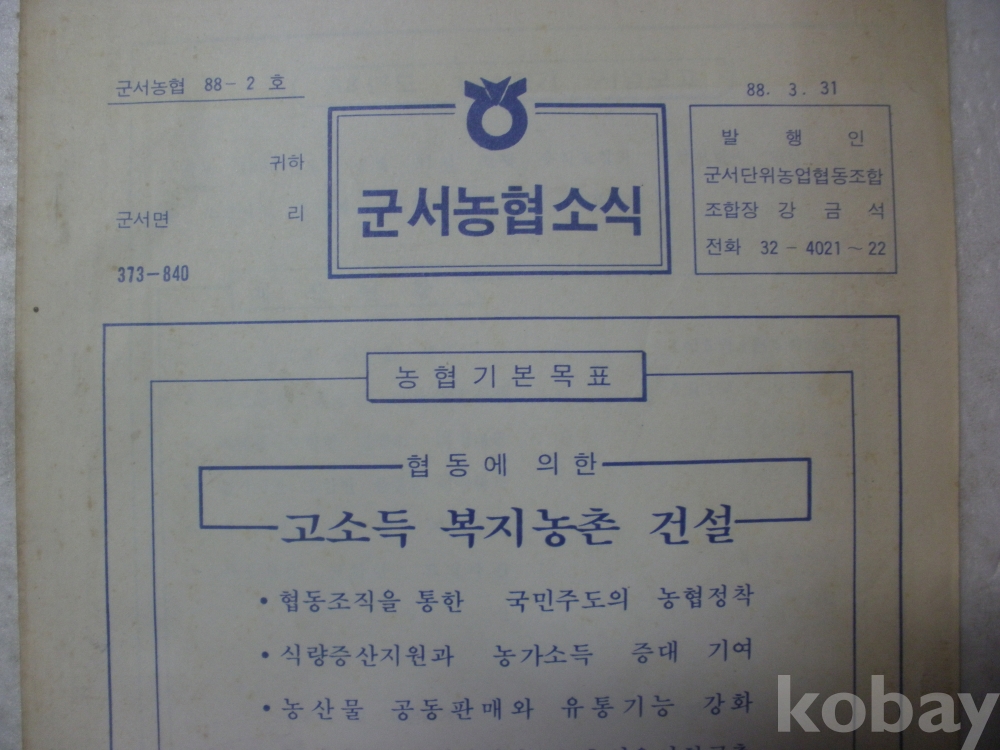 군서농협 88-2 호
88. 3. 31
귀하
군서면 리
373-840
군서농협소식
발 행 인
군서단위농업협동조합
조합장 강 금 석
전화 32-4021~22
농협기본목표
협동에 의한
고소득 복지농촌 건설
• 협동조직을 통한 국민주도의 농협정착
• 식량증산지원과 농가소득 증대 기여
• 농산물 공동판매와 유통기능 강화
kobay